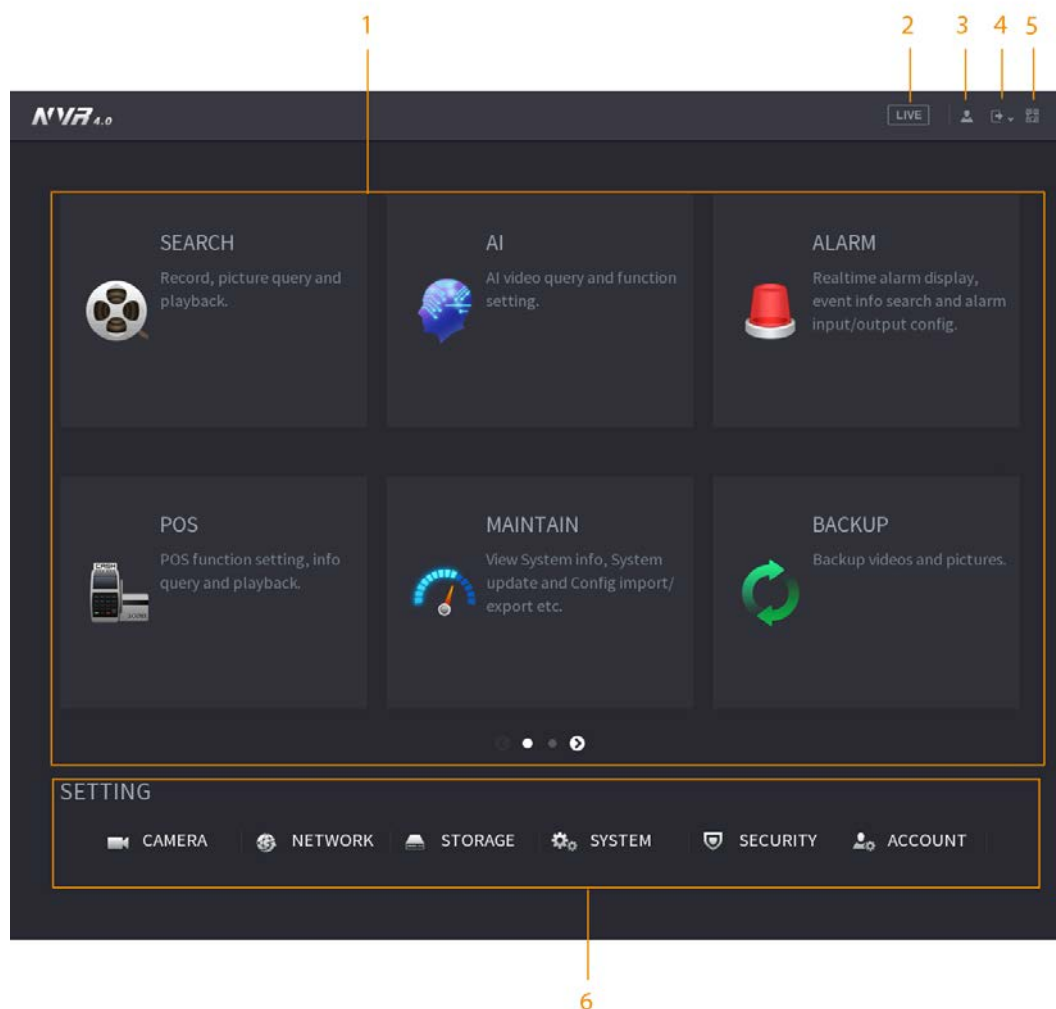 1
2 3 4 5
NVR 4.0
LIVE
SEARCH
Record, picture query and
playback.
AI
AI video query and function
setting.
ALARM
Realtime alarm display,
event info search and alarm
input/output config.
POS
POS function setting, info
query and playback.
CASH
MAINTAIN
View System info, System
update and Config import/
export etc.
BACKUP
Backup videos and pictures.
SETTING
CAMERA NETWORK STORAGE SYSTEM SECURITY ACCOUNT
6